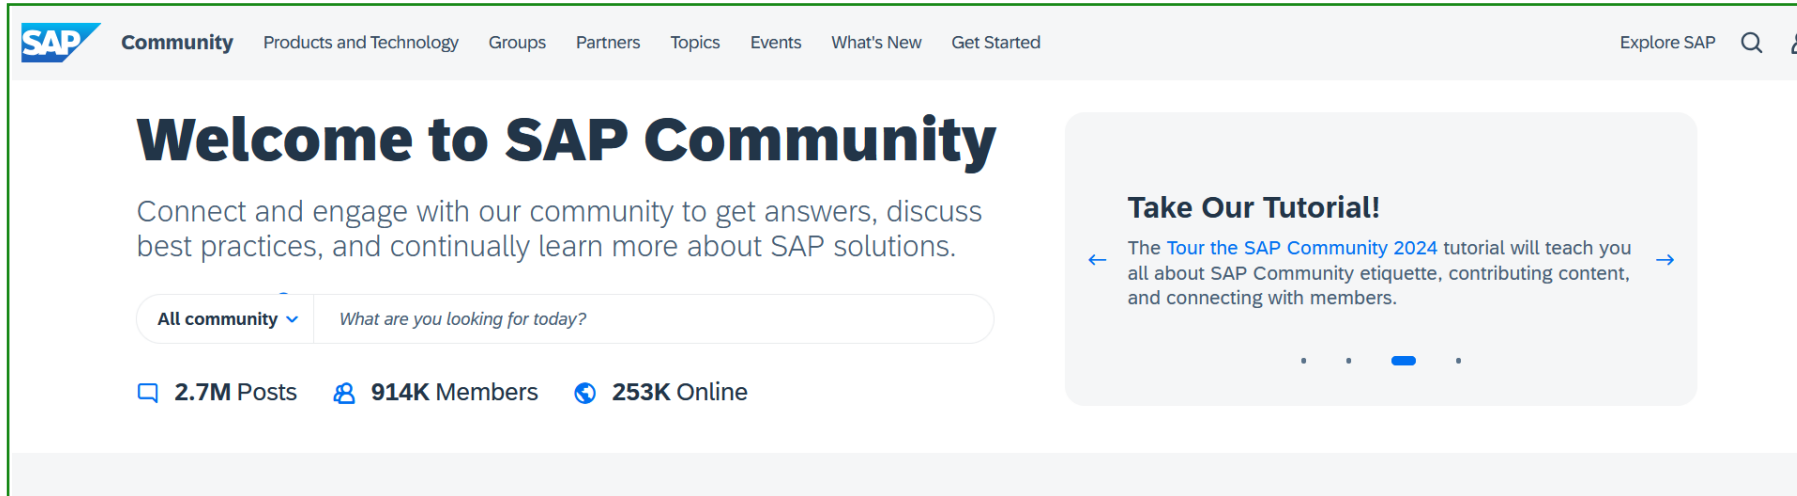 SAP Community Products and Technology Groups Partners Topics Events What's New Get Started Explore SAP
Welcome to SAP Community
Connect and engage with our community to get answers, discuss
best practices, and continually learn more about SAP solutions.
All community What are you looking for today?
2.7M Posts 914K Members 253K Online
Take Our Tutorial!
The Tour the SAP Community 2024 tutorial will teach you
all about SAP Community etiquette, contributing content,
and connecting with members.